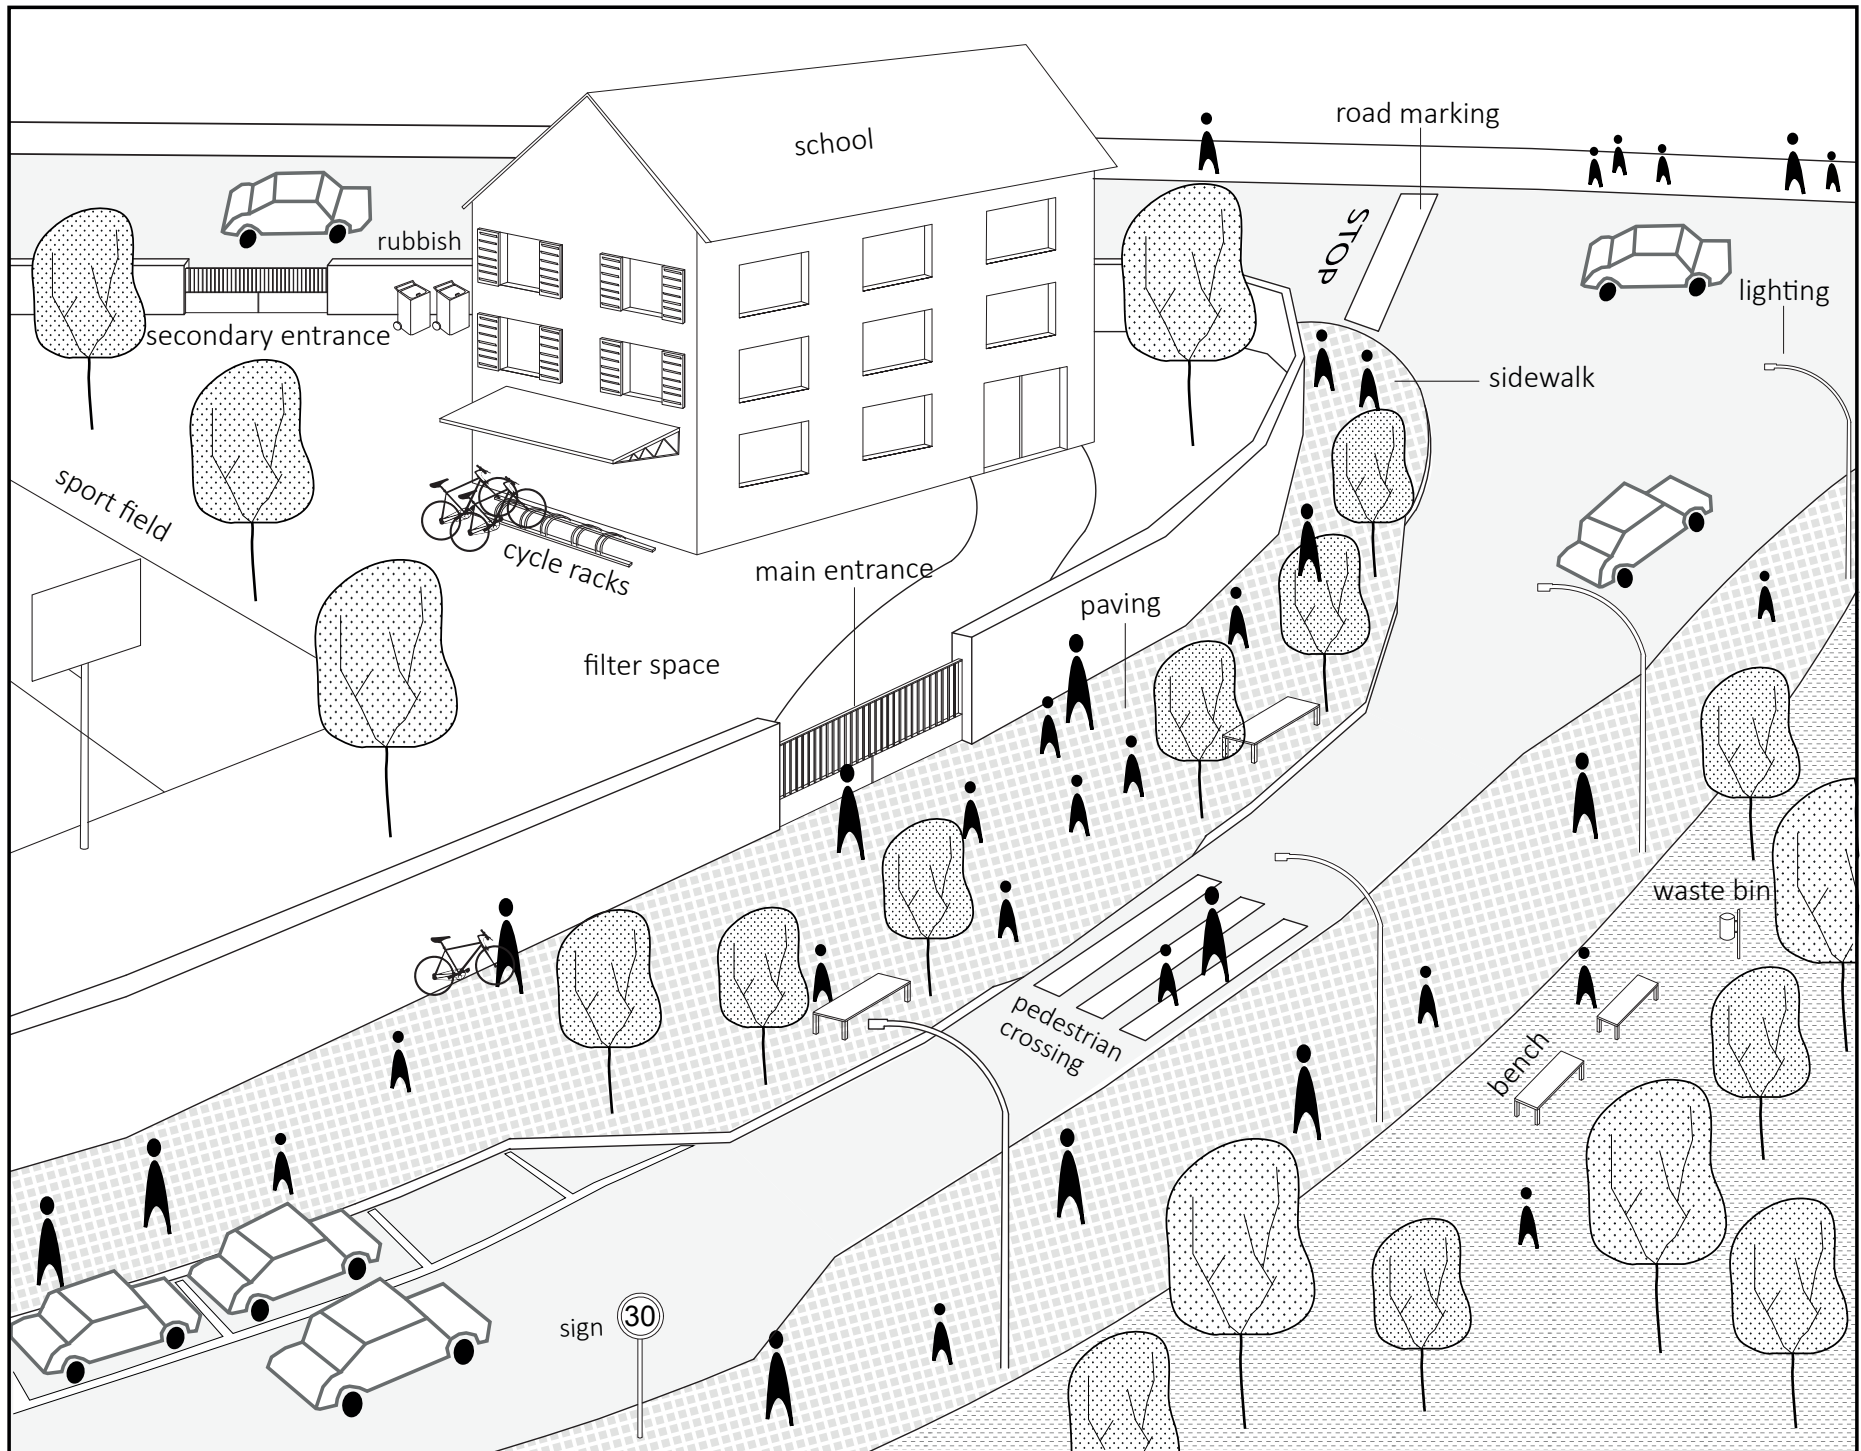 school
road marking
STOP
rubbish
lighting
secondary entrance
sidewalk
sport field
cycle racks
main entrance
paving
filter space
waste bin
pedestrian
crossing
bench
sign
30